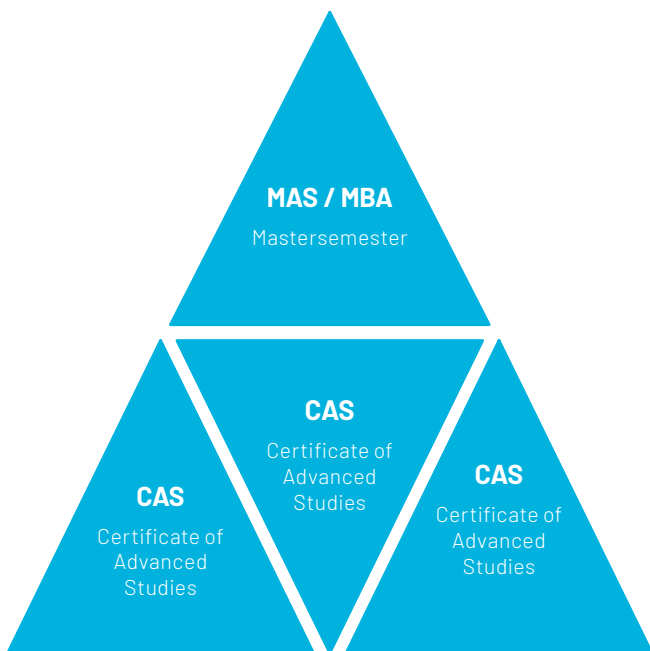 MAS / MBA
Mastersemester
CAS
Certificate of
Advanced
Studies
CAS
Certificate of
Advanced
Studies
CAS
Certificate of
Advanced
Studies